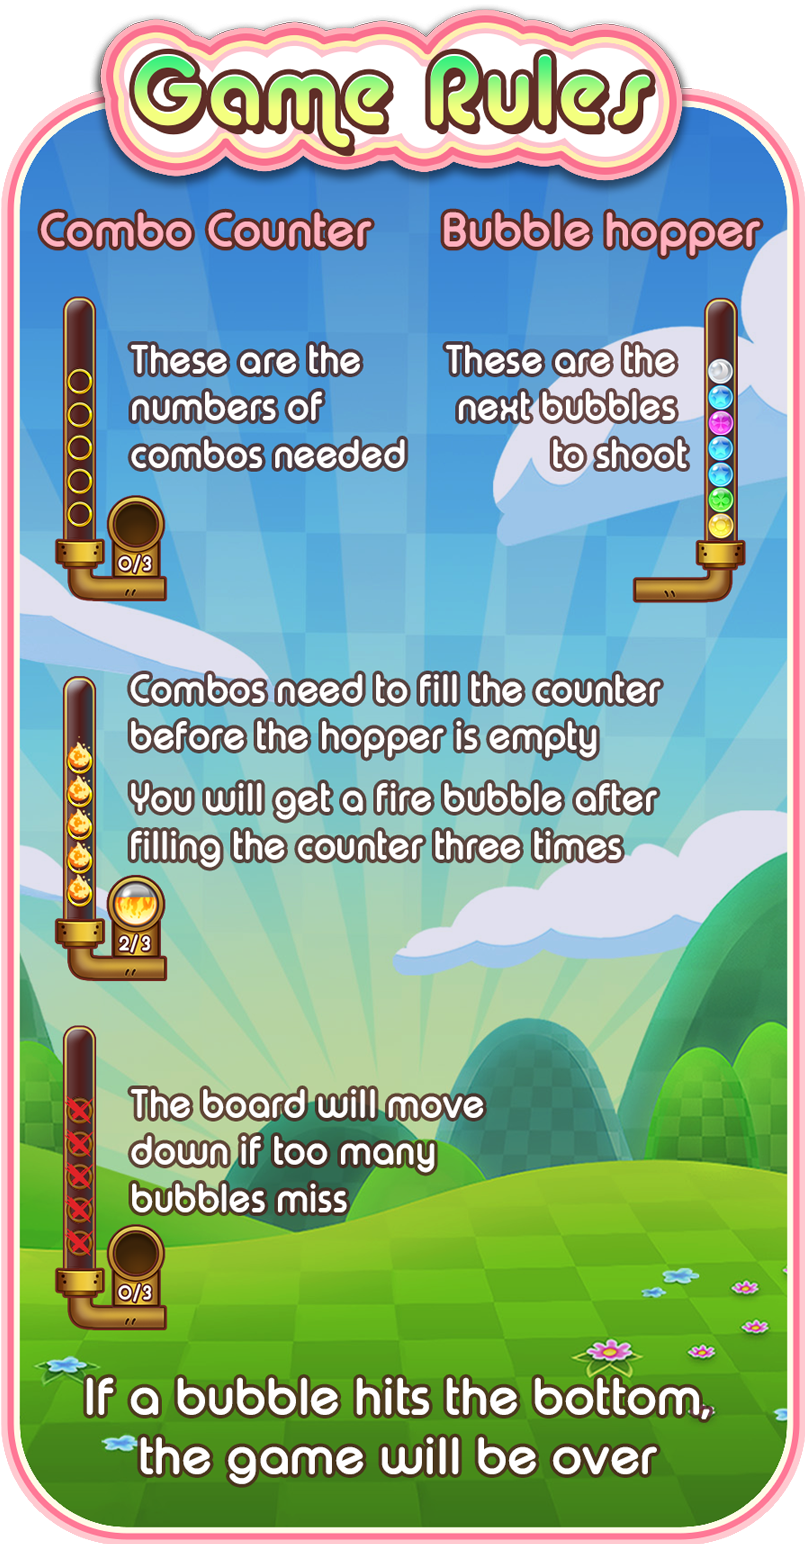 Game Rules
Combo Counter
Bubble hopper
These are the
numbers of
combos needed
0/3
These are the
next bubbles
to shoot
Combos need to fill the counter
before the hopper is empty
You will get a fire bubble after
filling the counter three times
2/3
The board will move
down if too many
bubbles miss
0/3
If a bubble hits the bottom,
the game will be over